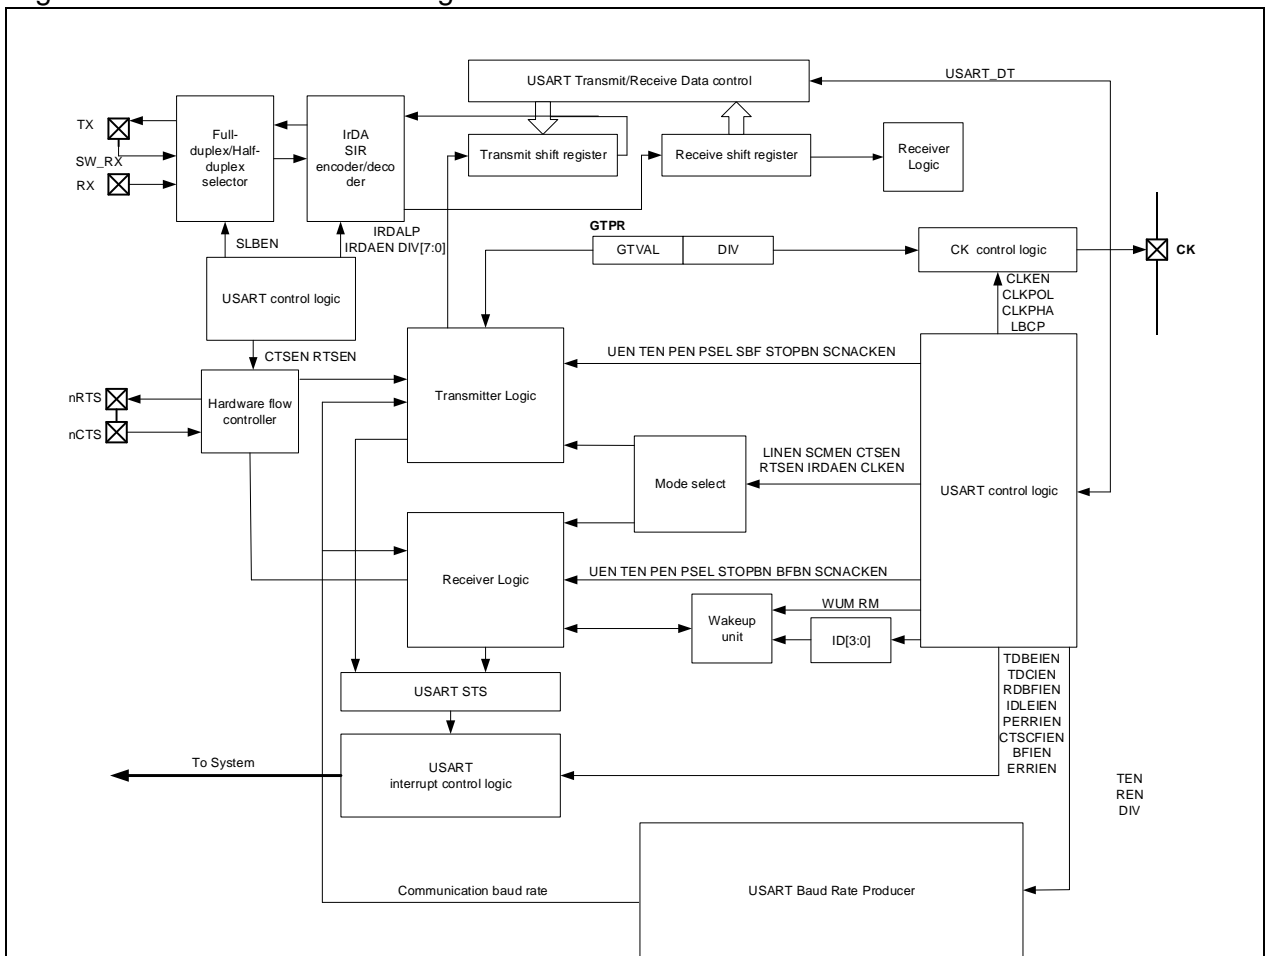 USART Transmit/Receive Data control
USART_DT
TX
SW_RX
RX
Full-
duplex/Half-
duplex
selector
IrDA
SIR
encoder/deco
der
Transmit shift register
Receive shift register
Receiver
Logic
SLBEN
IRDALP
IRDAEN DIV[7:0]
GTPR
GTVAL
DIV
CK control logic
CK
USART control logic
CLKEN
CLKPOL
CLKPHA
LBCP
CTSEN RTSEN
nRTS
nCTS
Hardware flow
controller
Transmitter Logic
UEN TEN PEN PSEL SBF STOPBN SCNACKEN
Mode select
LINEN SCMEN CTSEN
RTSEN IRDAEN CLKEN
USART control logic
Receiver Logic
UEN TEN PEN PSEL STOPBN BFBN SCNACKEN
Wakeup
unit
WUM RM
ID[3:0]
USART STS
TDBEIEN
TDCIEN
RDBFIEN
IDLEIEN
PERRIEN
CTSCFIEN
BFIEN
ERRIEN
To System
USART
interrupt control logic
TEN
REN
DIV
Communication baud rate
USART Baud Rate Producer